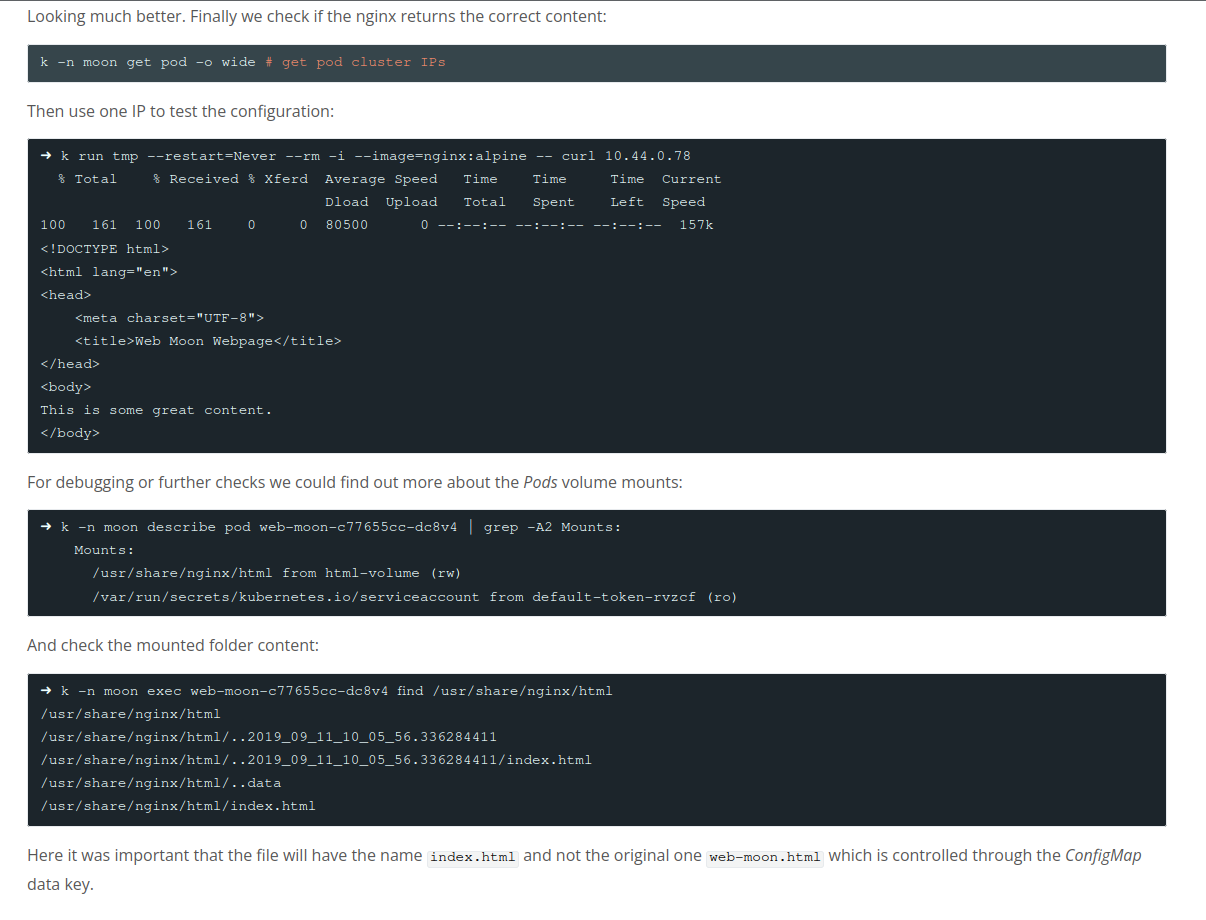 Looking much better. Finally we check if the nginx returns the correct content:
k -n moon get pod -o wide # get pod cluster IPs
Then use one IP to test the configuration:
➜ k run tmp --restart=Never --rm -i --image=nginx:alpine -- curl 10.44.0.78
  % Total    % Received % Xferd  Average Speed   Time    Time     Time  Current
                                 Dload  Upload   Total   Spent    Left  Speed
100   161  100   161    0     0  80500      0 --:--:-- --:--:-- --:--:--  157k
<!DOCTYPE html>
<html lang="en">
<head>
    <meta charset="UTF-8">
    <title>Web Moon Webpage</title>
</head>
<body>
This is some great content.
</body>
For debugging or further checks we could find out more about the Pods volume mounts:
➜ k -n moon describe pod web-moon-c77655cc-dc8v4 | grep -A2 Mounts:
    Mounts:
      /usr/share/nginx/html from html-volume (rw)
      /var/run/secrets/kubernetes.io/serviceaccount from default-token-rvzcf (ro)
And check the mounted folder content:
➜ k -n moon exec web-moon-c77655cc-dc8v4 find /usr/share/nginx/html
/usr/share/nginx/html
/usr/share/nginx/html/..2019_09_11_10_05_56.336284411
/usr/share/nginx/html/..2019_09_11_10_05_56.336284411/index.html
/usr/share/nginx/html/..data
/usr/share/nginx/html/index.html
Here it was important that the file will have the name index.html and not the original one web-moon.html which is controlled through the ConfigMap
data key.